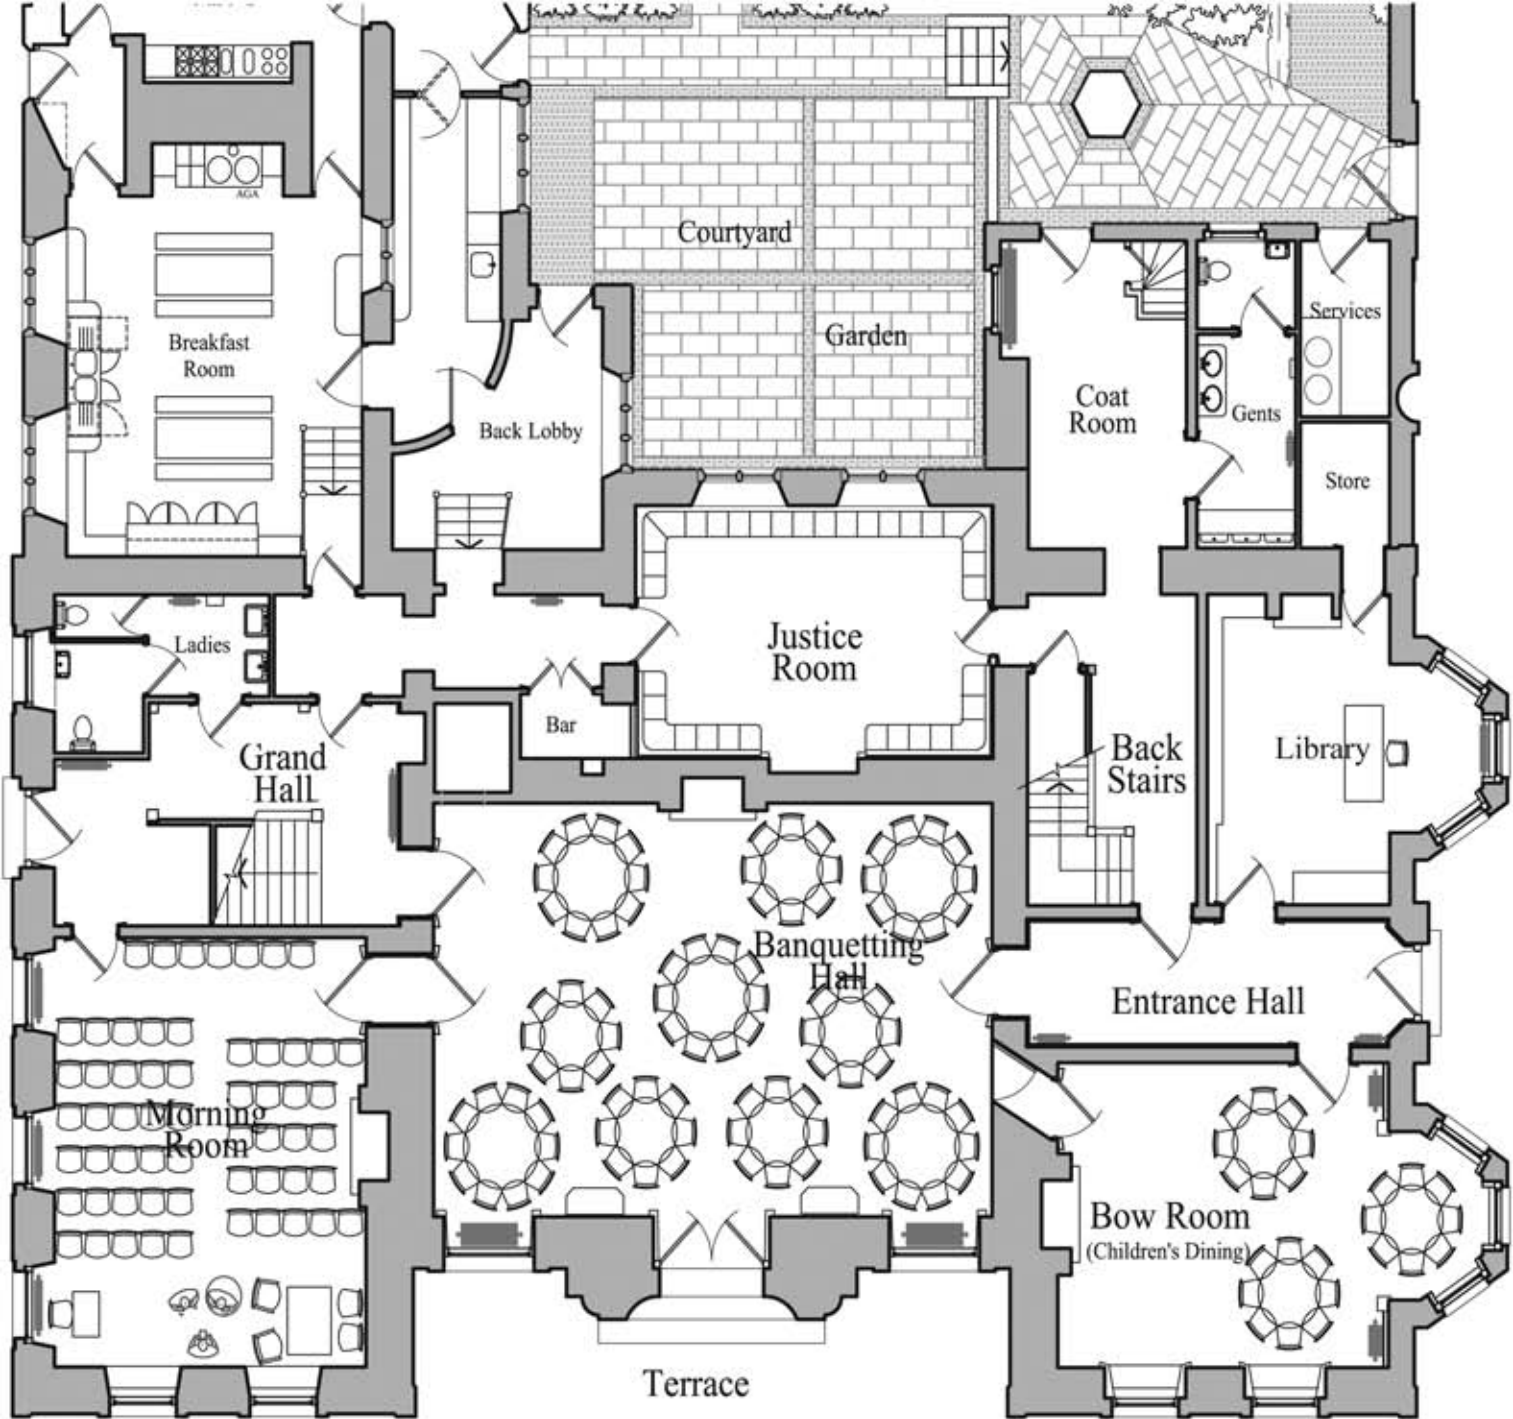 AGA
Courtyard
Garden
Breakfast
Room
Back Lobby
Services
Coat
Room
Gents
Store
Ladies
Justice
Room
Bar
Grand
Hall
Back
Stairs
Library
Banquetting
Hall
Entrance Hall
Morning
Room
Bow Room
(Children's Dining)
Terrace